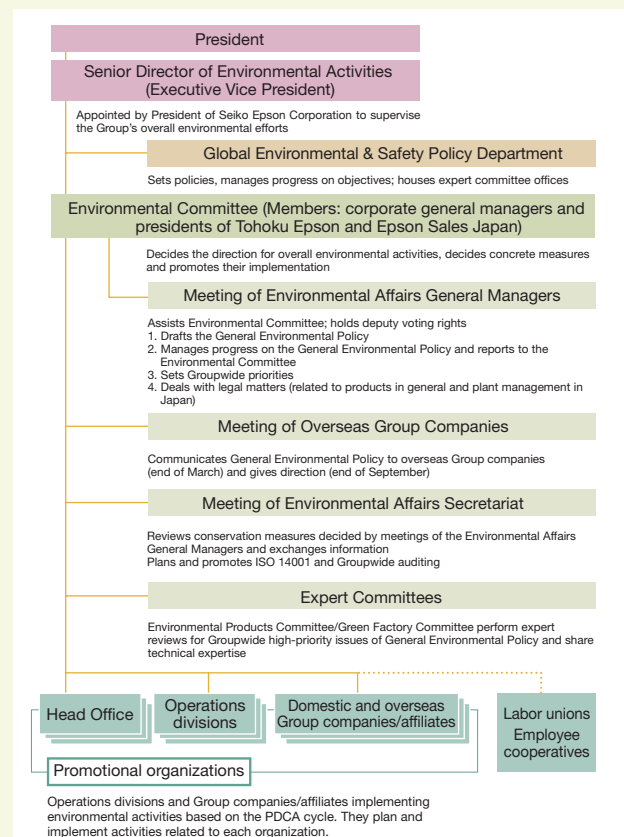 President
Senior Director of Environmental Activities
(Executive Vice President)
Appointed by President of Seiko Epson Corporation to supervise
the Group's overall environmental efforts
Global Environmental & Safety Policy Department
Sets policies, manages progress on objectives; houses expert committee offices
Environmental Committee (Members: corporate general managers and
presidents of Tohoku Epson and Epson Sales Japan)
Decides the direction for overall environmental activities, decides concrete measures
and promotes their implementation
Meeting of Environmental Affairs General Managers
Assists Environmental Committee; holds deputy voting rights
1. Drafts the General Environmental Policy
2. Manages progress on the General Environmental Policy and reports to the
Environmental Committee
3. Sets Groupwide priorities
4. Deals with legal matters (related to products in general and plant management in
Japan)
Meeting of Overseas Group Companies
Communicates General Environmental Policy to overseas Group companies
(end of March) and gives direction (end of September)
Meeting of Environmental Affairs Secretariat
Reviews conservation measures decided by meetings of the Environmental Affairs
General Managers and exchanges information
Plans and promotes ISO 14001 and Groupwide auditing
Expert Committees
Environmental Products Committee/Green Factory Committee perform expert
reviews for Groupwide high-priority issues of General Environmental Policy and share
technical expertise
Head Office
Operations
divisions
Domestic and overseas
Group companies/affiliates
Labor unions
Employee
cooperatives
Promotional organizations
Operations divisions and Group companies/affiliates implementing
environmental activities based on the PDCA cycle. They plan and
implement activities related to each organization.